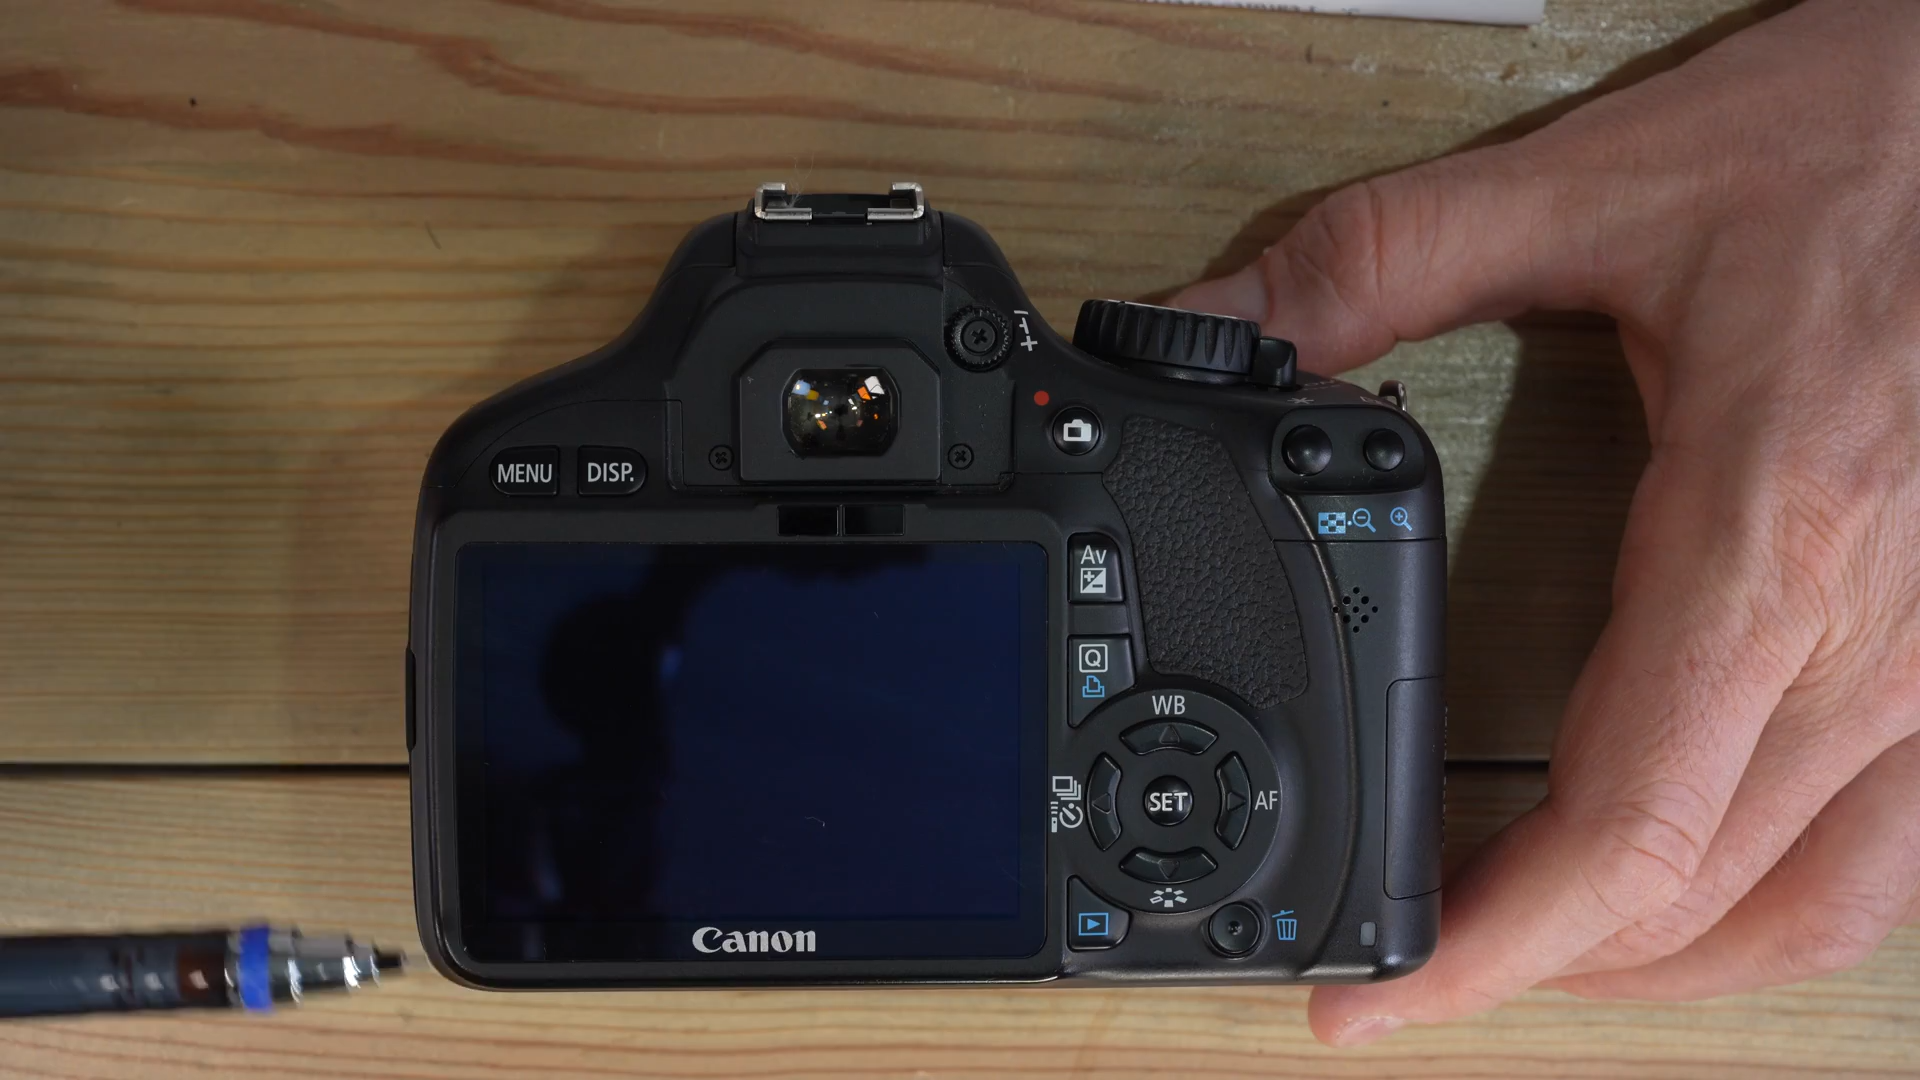 MENU
DISP.
Av
Q
WB
SET
AF
Canon